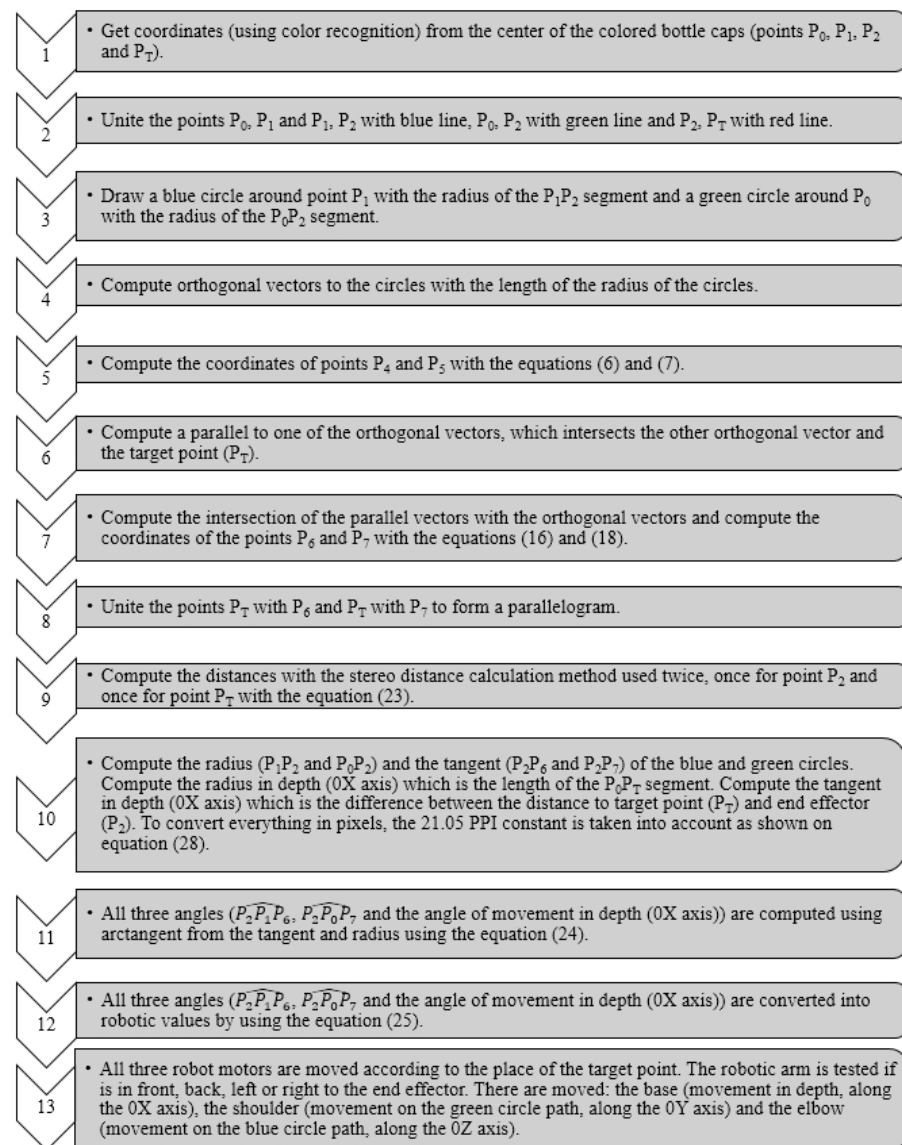 1
• Get coordinates (using color recognition) from the center of the colored bottle caps (points P₀, P₁, P₂
and P_T).
2
• Unite the points P₀, P₁ and P₁, P₂ with blue line, P₀, P₂ with green line and P₂, P_T with red line.
3
• Draw a blue circle around point P₁ with the radius of the P₁P₂ segment and a green circle around P₀
with the radius of the P₀P₂ segment.
4
• Compute orthogonal vectors to the circles with the length of the radius of the circles.
5
• Compute the coordinates of points P₄ and P₅ with the equations (6) and (7).
6
• Compute a parallel to one of the orthogonal vectors, which intersects the other orthogonal vector and
the target point (P_T).
7
• Compute the intersection of the parallel vectors with the orthogonal vectors and compute the
coordinates of the points P₆ and P₇ with the equations (16) and (18).
8
• Unite the points P_T with P₆ and P_T with P₇ to form a parallelogram.
9
• Compute the distances with the stereo distance calculation method used twice, once for point P₂ and
once for point P_T with the equation (23).
10
• Compute the radius (P₁P₂ and P₀P₂) and the tangent (P₂P₆ and P₂P₇) of the blue and green circles.
Compute the radius in depth (0X axis) which is the length of the P₀P_T segment. Compute the tangent
in depth (0X axis) which is the difference between the distance to target point (P_T) and end effector
(P₂). To convert everything in pixels, the 21.05 PPI constant is taken into account as shown on
equation (28).
11
• All three angles (P₂P₁P₆, P₂P₀P₇ and the angle of movement in depth (0X axis)) are computed using
arctangent from the tangent and radius using the equation (24).
12
• All three angles (P₂P₁P₆, P₂P₀P₇ and the angle of movement in depth (0X axis)) are converted into
robotic values by using the equation (25).
13
• All three robot motors are moved according to the place of the target point. The robotic arm is tested if
is in front, back, left or right to the end effector. There are moved: the base (movement in depth, along
the 0X axis), the shoulder (movement on the green circle path, along the 0Y axis) and the elbow
(movement on the blue circle path, along the 0Z axis).